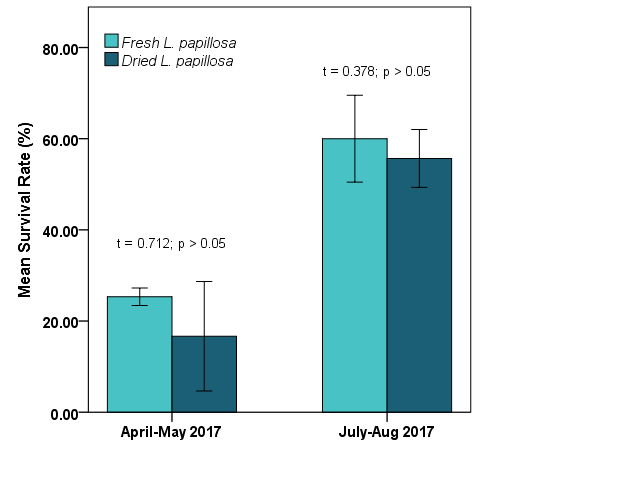 Fresh L. papillosa
Dried L. papillosa
t = 0.378; p > 0.05
t = 0.712; p > 0.05
Mean Survival Rate (%)
80.00
60.00
40.00
20.00
0.00
April-May 2017
July-Aug 2017